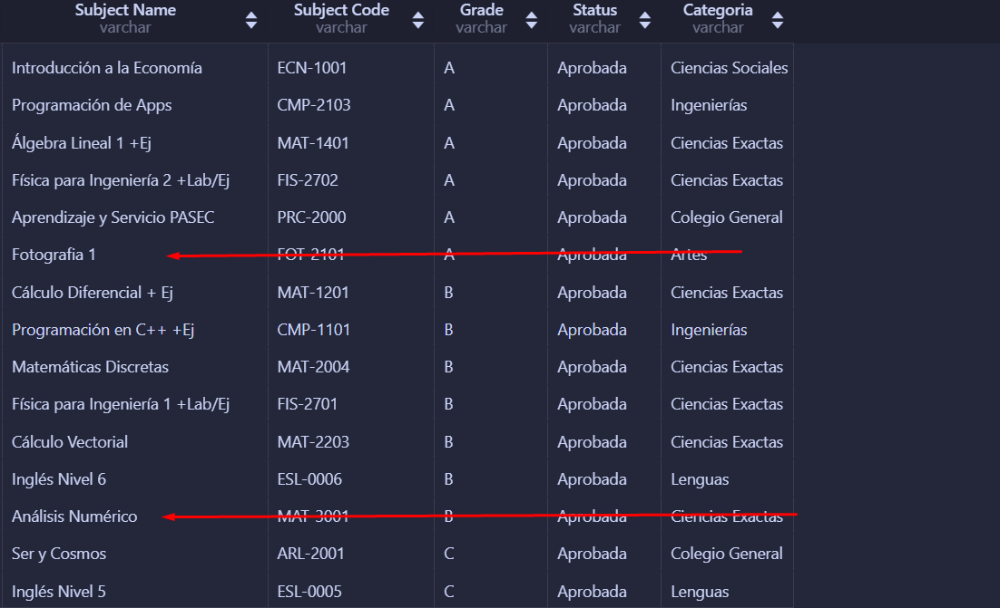 Subject Name Subject Code Grade Status Categoria
varchar varchar varchar varchar varchar
Introducción a la Economía ECN-1001 A Aprobada Ciencias Sociales
Programación de Apps CMP-2103 A Aprobada Ingenierías
Álgebra Lineal 1 +Ej MAT-1401 A Aprobada Ciencias Exactas
Física para Ingeniería 2 +Lab/Ej FIS-2702 A Aprobada Ciencias Exactas
Aprendizaje y Servicio PASEC PRC-2000 A Aprobada Colegio General
Fotografia 1 FOT-2101 A Aprobada Artes
Cálculo Diferencial + Ej MAT-1201 B Aprobada Ciencias Exactas
Programación en C++ +Ej CMP-1101 B Aprobada Ingenierías
Matemáticas Discretas MAT-2004 B Aprobada Ciencias Exactas
Física para Ingeniería 1 +Lab/Ej FIS-2701 B Aprobada Ciencias Exactas
Cálculo Vectorial MAT-2203 B Aprobada Ciencias Exactas
Inglés Nivel 6 ESL-0006 B Aprobada Lenguas
Análisis Numérico MAT-3001 B Aprobada Ciencias Exactas
Ser y Cosmos ARL-2001 C Aprobada Colegio General
Inglés Nivel 5 ESL-0005 C Aprobada Lenguas